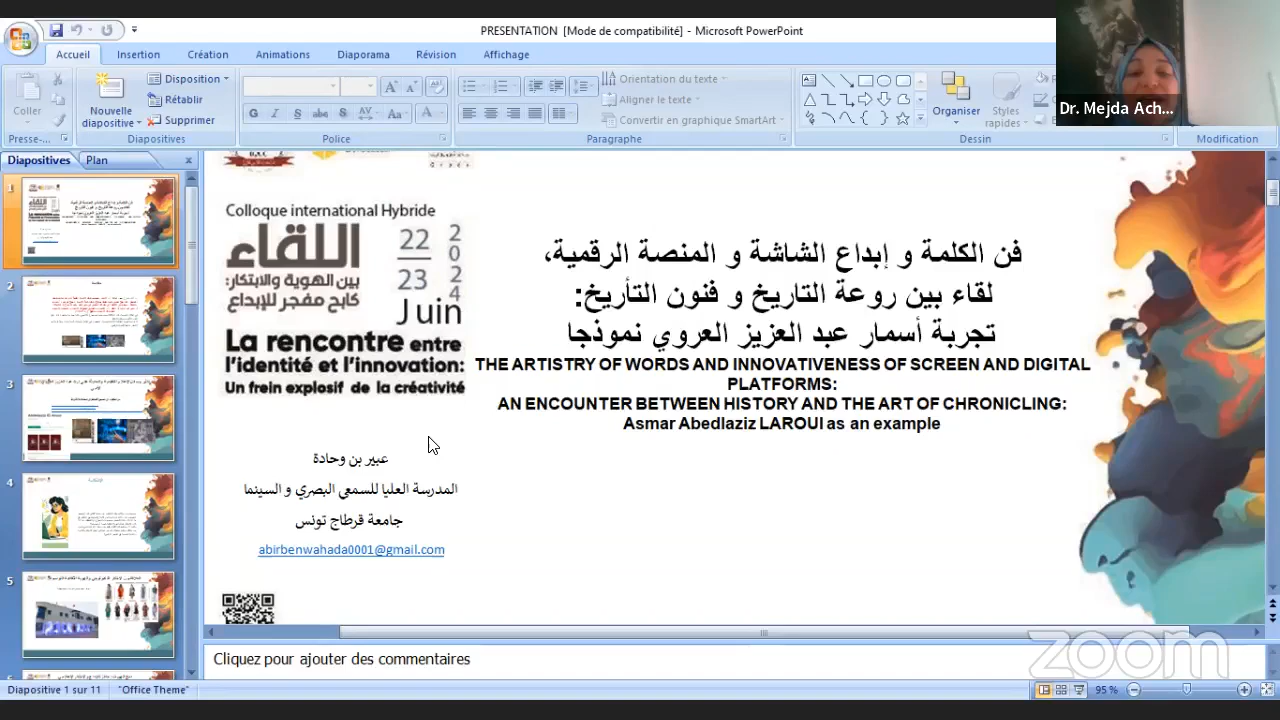 PRESENTATION [Mode de compatibilité] - Microsoft PowerPoint
Accueil Insertion Création Animations Diaporama Révision Affichage
Coller
Nouvelle diapositive
Disposition
Rétablir
Supprimer
Orientation du texte
Aligner le texte
Convertir en graphique SmartArt
Organiser
Styles rapides
Presse-...
Diapositives
Police
Paragraphe
Dessin
Modification
Dr. Mejda Ach...
Diapositives Plan
1
2
3
4
5
Colloque international Hybride
اللقاء
بين الهوية والابتكار:
كابح مفجر للإبداع
22
23
Juin
2024
La rencontre entre
l'identité et l'innovation:
Un frein explosif de la créativité
فن الكلمة و إبداع الشاشة و المنصة الرقمية،
لقاء بين روعة التاريخ و فنون التأريخ:
تجربة أسمار عبد العزيز العروي نموذجا
THE ARTISTRY OF WORDS AND INNOVATIVENESS OF SCREEN AND DIGITAL
PLATFORMS:
AN ENCOUNTER BETWEEN HISTORY AND THE ART OF CHRONICLING:
Asmar Abedlaziz LAROUI as an example
عبير بن وحادة
المدرسة العليا للسمعي البصري و السينما
جامعة قرطاج تونس
abirbenwahada0001@gmail.com
Cliquez pour ajouter des commentaires
Diapositive 1 sur 11 "Office Theme" 95 %
zoom